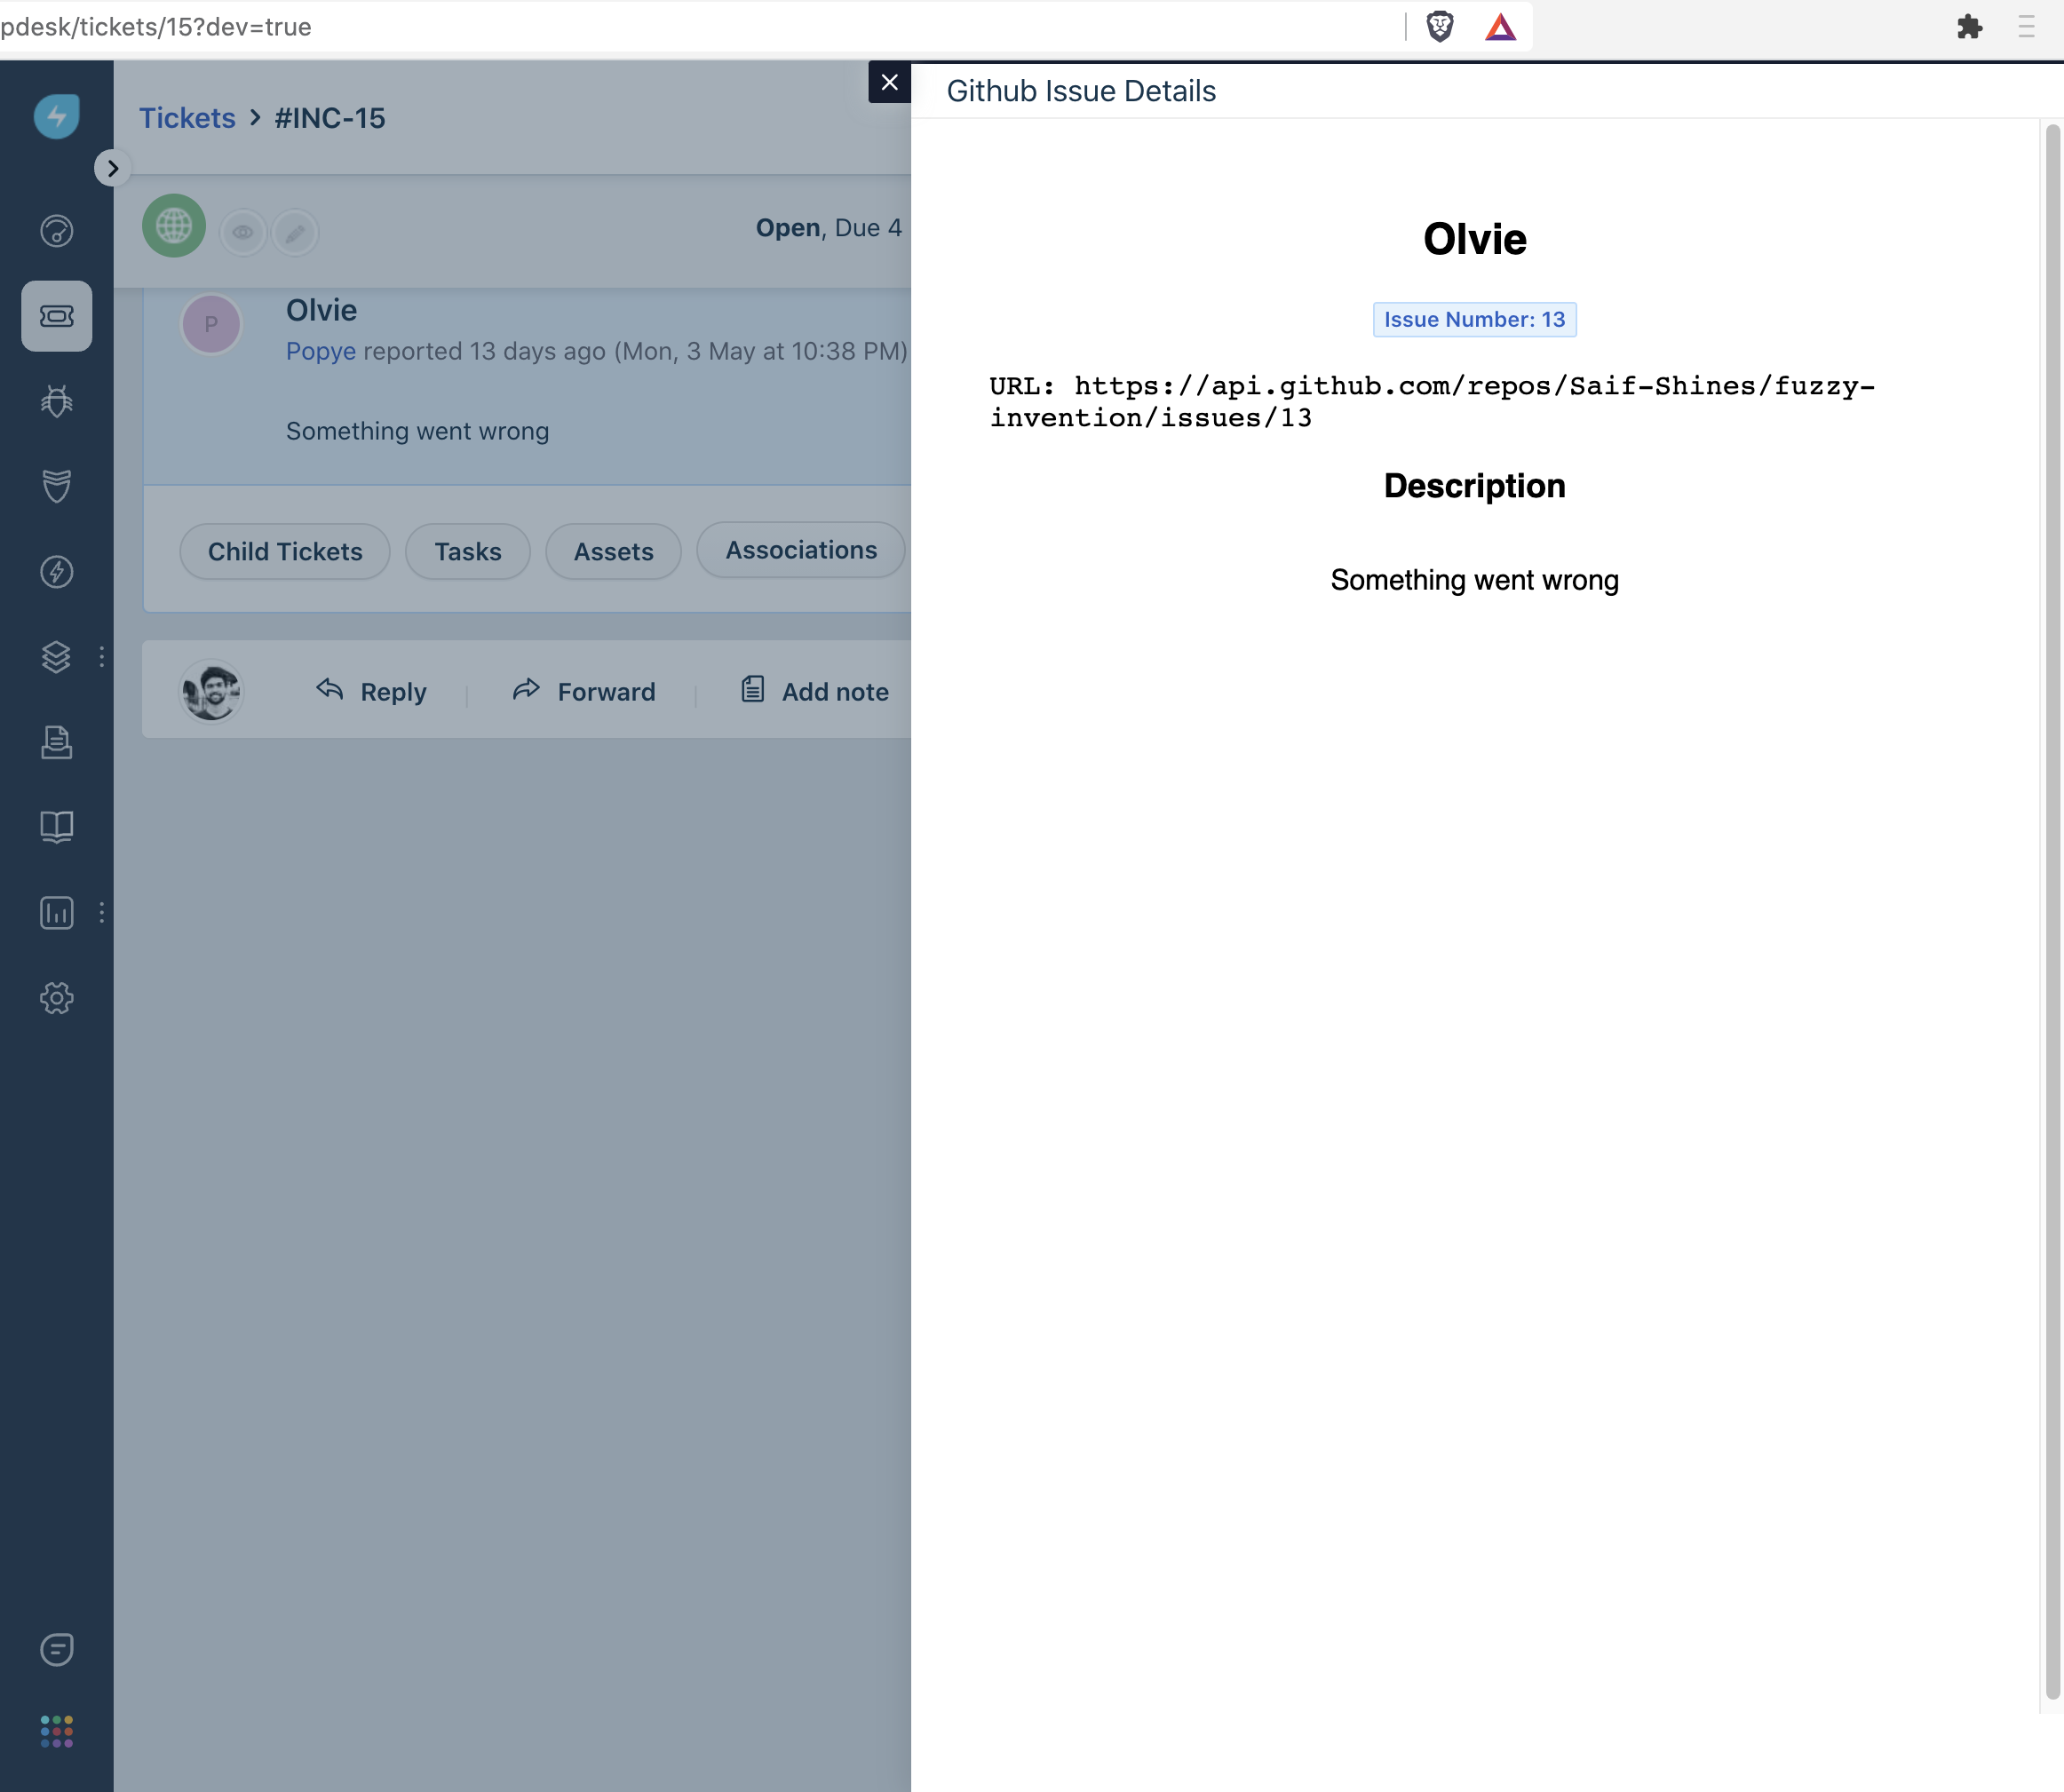 pdesk/tickets/15?dev=true
Tickets > #INC-15
Open, Due 4
P
Olvie
Popye reported 13 days ago (Mon, 3 May at 10:38 PM)
Something went wrong
Child Tickets
Tasks
Assets
Associations
Reply
Forward
Add note
Github Issue Details
Olvie
Issue Number: 13
URL: https://api.github.com/repos/Saif-Shines/fuzzy-
invention/issues/13
Description
Something went wrong